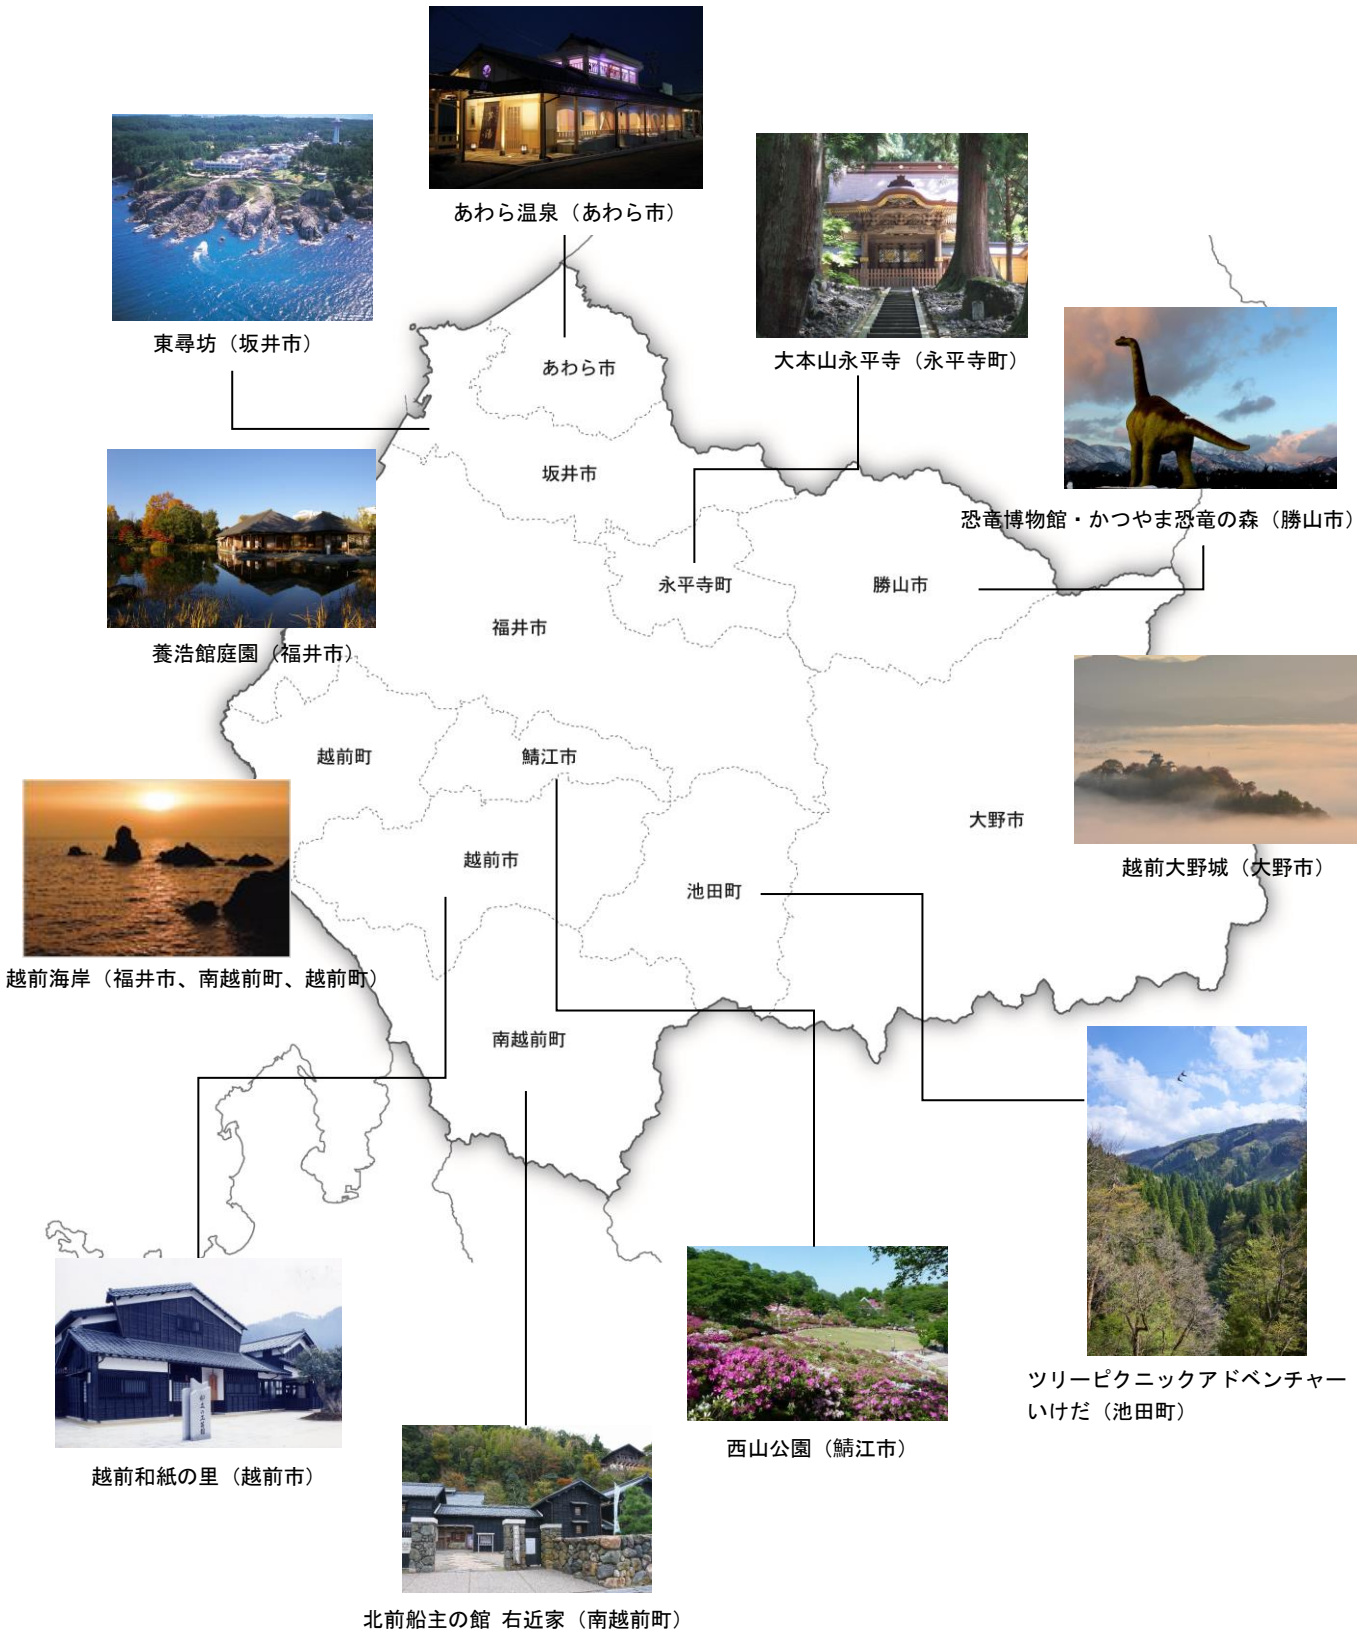 あわら温泉（あわら市）
東尋坊（坂井市）
大本山永平寺（永平寺町）
あわら市
坂井市
恐竜博物館・かつやま恐竜の森（勝山市）
永平寺町
勝山市
福井市
養浩館庭園（福井市）
越前町
鯖江市
大野市
越前市
越前大野城（大野市）
池田町
越前海岸（福井市、南越前町、越前町）
南越前町
ツリーピクニックアドベンチャー
いけだ（池田町）
西山公園（鯖江市）
越前和紙の里（越前市）
北前船主の館 右近家（南越前町）